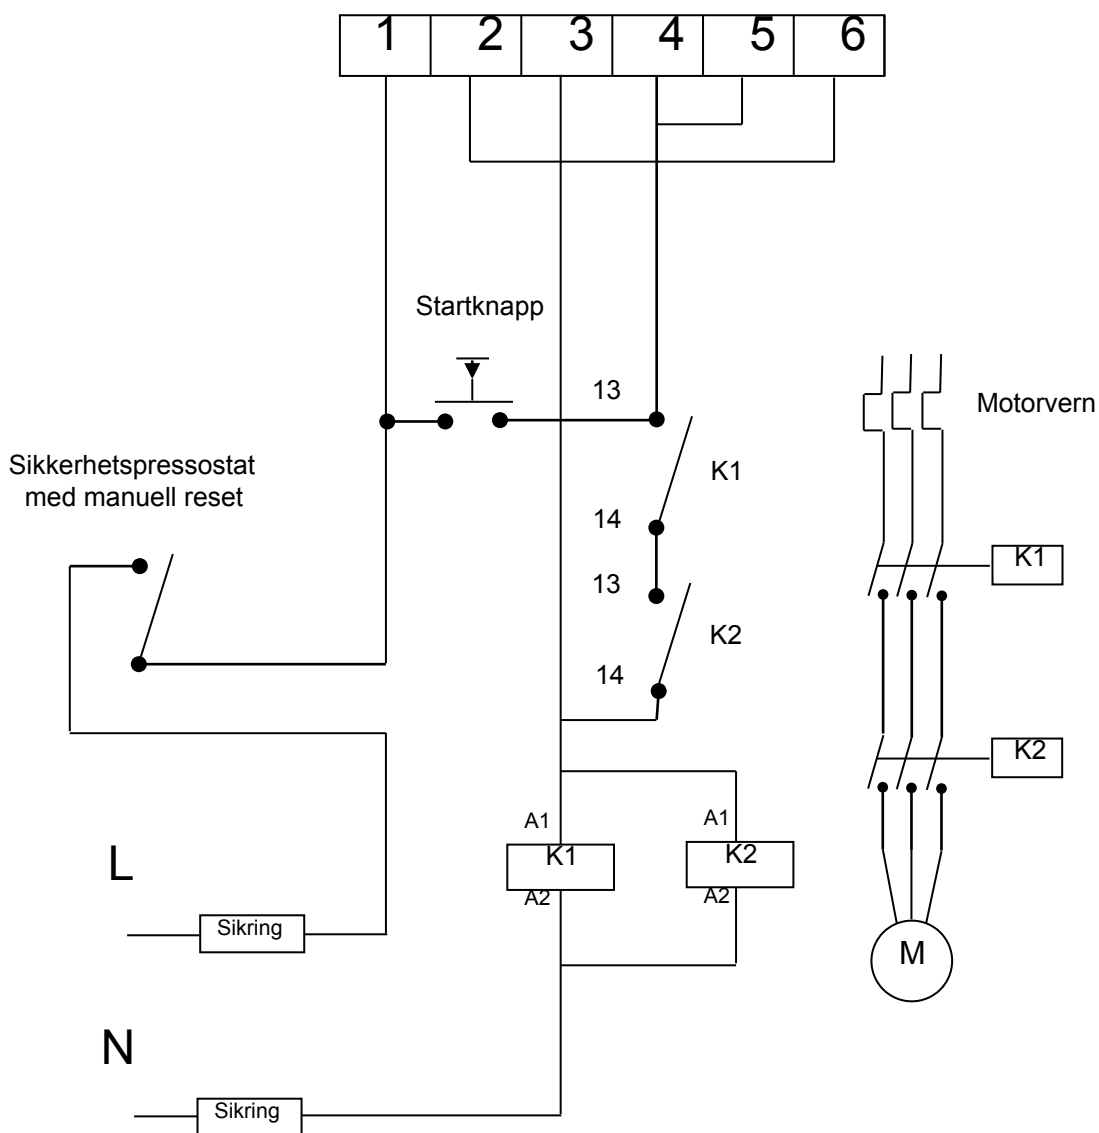 1 2 3 4 5 6
Startknapp
13
Motorvern
Sikkerhetspressostat
med manuell reset
K1
14
K1
13
K2
14
K2
A1
A1
K1
K2
L
A2
A2
Sikring
M
N
Sikring